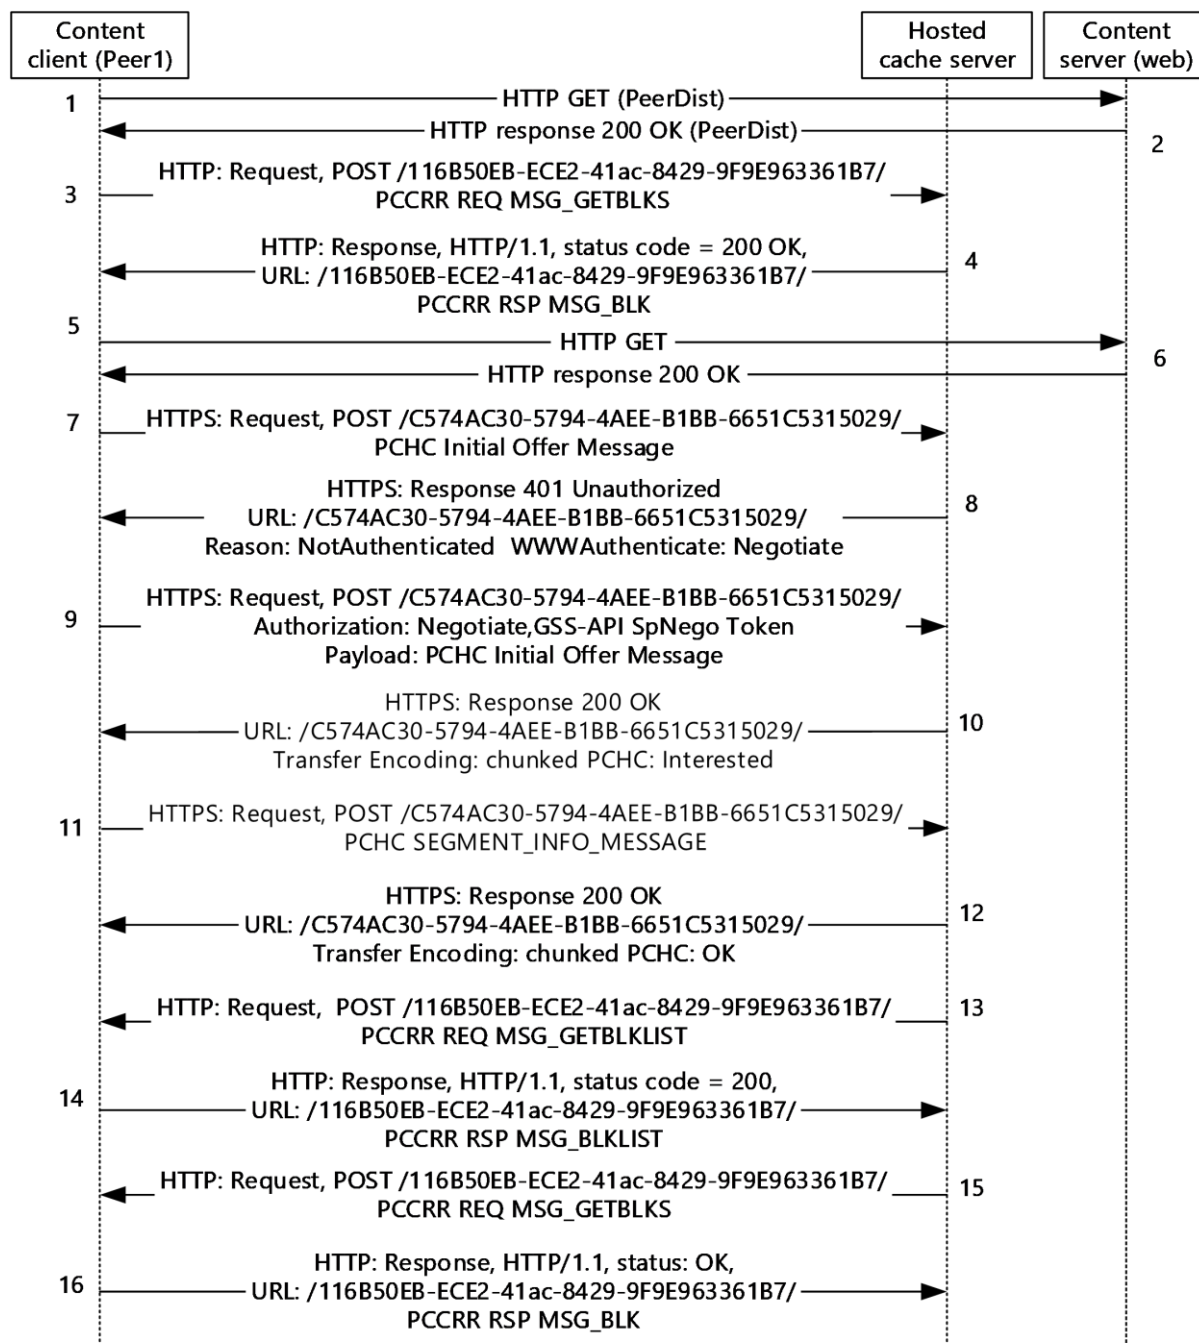 Content
client (Peer1)
Hosted
cache server
Content
server (web)
1
HTTP GET (PeerDist)
HTTP response 200 OK (PeerDist)
2
HTTP: Request, POST /116B50EB-ECE2-41ac-8429-9F9E963361B7/
3
PCCRR REQ MSG_GETBLKS
HTTP: Response, HTTP/1.1, status code = 200 OK,
4
URL: /116B50EB-ECE2-41ac-8429-9F9E963361B7/
PCCRR RSP MSG_BLK
5
HTTP GET
6
HTTP response 200 OK
7
HTTPS: Request, POST /C574AC30-5794-4AEE-B1BB-6651C5315029/
PCHC Initial Offer Message
HTTPS: Response 401 Unauthorized
8
URL: /C574AC30-5794-4AEE-B1BB-6651C5315029/
Reason: NotAuthenticated  WWWAuthenticate: Negotiate
HTTPS: Request, POST /C574AC30-5794-4AEE-B1BB-6651C5315029/
9
Authorization: Negotiate,GSS-API SpNego Token
Payload: PCHC Initial Offer Message
HTTPS: Response 200 OK
10
URL: /C574AC30-5794-4AEE-B1BB-6651C5315029/
Transfer Encoding: chunked PCHC: Interested
11
HTTPS: Request, POST /C574AC30-5794-4AEE-B1BB-6651C5315029/
PCHC SEGMENT_INFO_MESSAGE
HTTPS: Response 200 OK
12
URL: /C574AC30-5794-4AEE-B1BB-6651C5315029/
Transfer Encoding: chunked PCHC: OK
HTTP: Request,  POST /116B50EB-ECE2-41ac-8429-9F9E963361B7/
13
PCCRR REQ MSG_GETBLKLIST
HTTP: Response, HTTP/1.1, status code = 200,
14
URL: /116B50EB-ECE2-41ac-8429-9F9E963361B7/
PCCRR RSP MSG_BLKLIST
HTTP: Request, POST /116B50EB-ECE2-41ac-8429-9F9E963361B7/
15
PCCRR REQ MSG_GETBLKS
HTTP: Response, HTTP/1.1, status: OK,
16
URL: /116B50EB-ECE2-41ac-8429-9F9E963361B7/
PCCRR RSP MSG_BLK